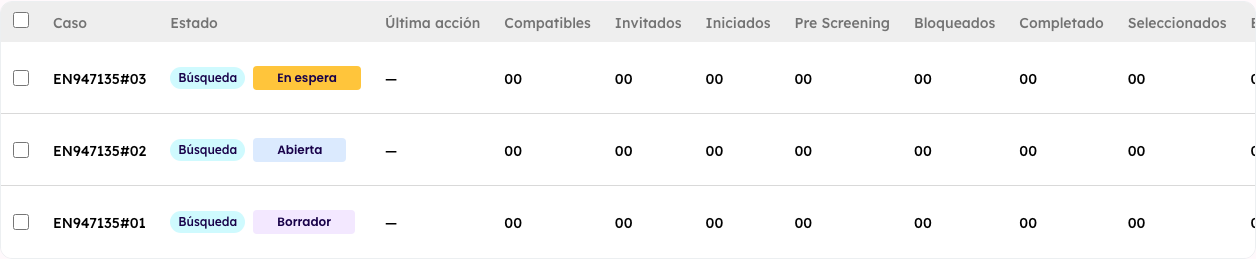 Caso Estado Última acción Compatibles Invitados Iniciados Pre Screening Bloqueados Completado Seleccionados
EN947135#03 Búsqueda En espera — 00 00 00 00 00 00 00
EN947135#02 Búsqueda Abierta — 00 00 00 00 00 00 00
EN947135#01 Búsqueda Borrador — 00 00 00 00 00 00 00